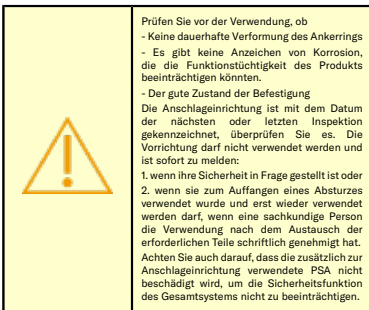 Prüfen Sie vor der Verwendung, ob
- Keine dauerhafte Verformung des Ankerrings
- Es gibt keine Anzeichen von Korrosion,
die die Funktionstüchtigkeit des Produkts
beeinträchtigen könnten.
- Der gute Zustand der Befestigung
Die Anschlageinrichtung ist mit dem Datum
der nächsten oder letzten Inspektion
gekennzeichnet, überprüfen Sie es. Die
Vorrichtung darf nicht verwendet werden und
ist sofort zu melden:
1. wenn ihre Sicherheit in Frage gestellt ist oder
2. wenn sie zum Auffangen eines Absturzes
verwendet wurde und erst wieder verwendet
werden darf, wenn eine sachkundige Person
die Verwendung nach dem Austausch der
erforderlichen Teile schriftlich genehmigt hat.
Achten Sie auch darauf, dass die zusätzlich zur
Anschlageinrichtung verwendete PSA nicht
beschädigt wird, um die Sicherheitsfunktion
des Gesamtsystems nicht zu beeinträchtigen.